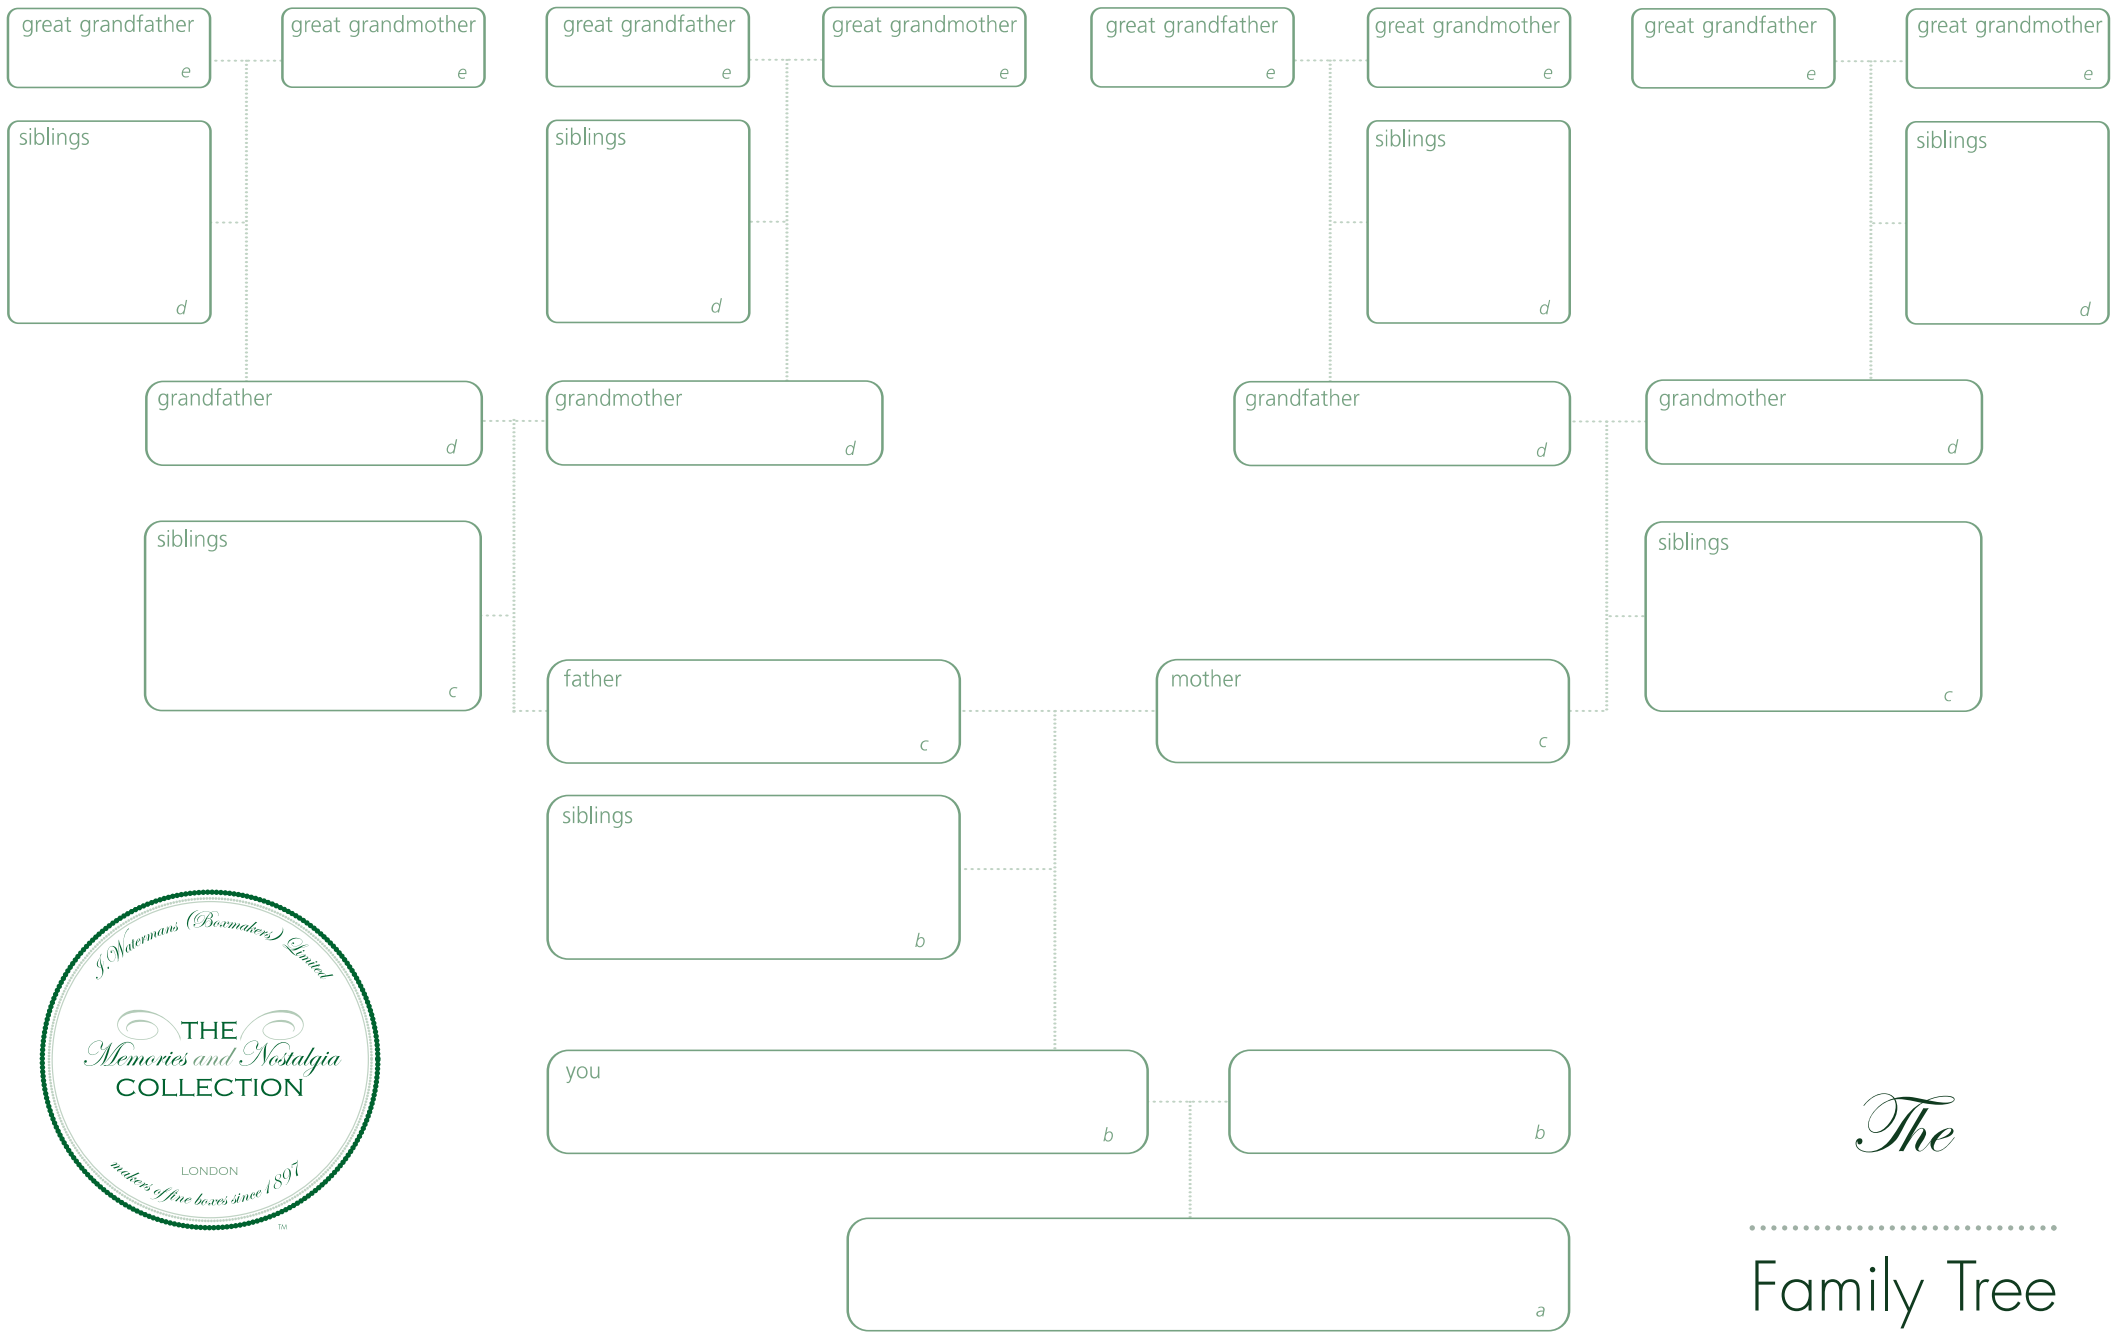 great grandfather
e
great grandmother
e
great grandfather
e
great grandmother
e
great grandfather
e
great grandmother
e
great grandfather
e
great grandmother
e
siblings
d
siblings
d
siblings
d
siblings
d
grandfather
d
grandmother
d
grandfather
d
grandmother
d
siblings
c
siblings
c
father
c
mother
c
siblings
b
J. Watermans (Boxmakers) Limited
THE
Memories and Nostalgia
COLLECTION
LONDON
makers of fine boxes since 1897
TM
you
b
b
a
The
Family Tree